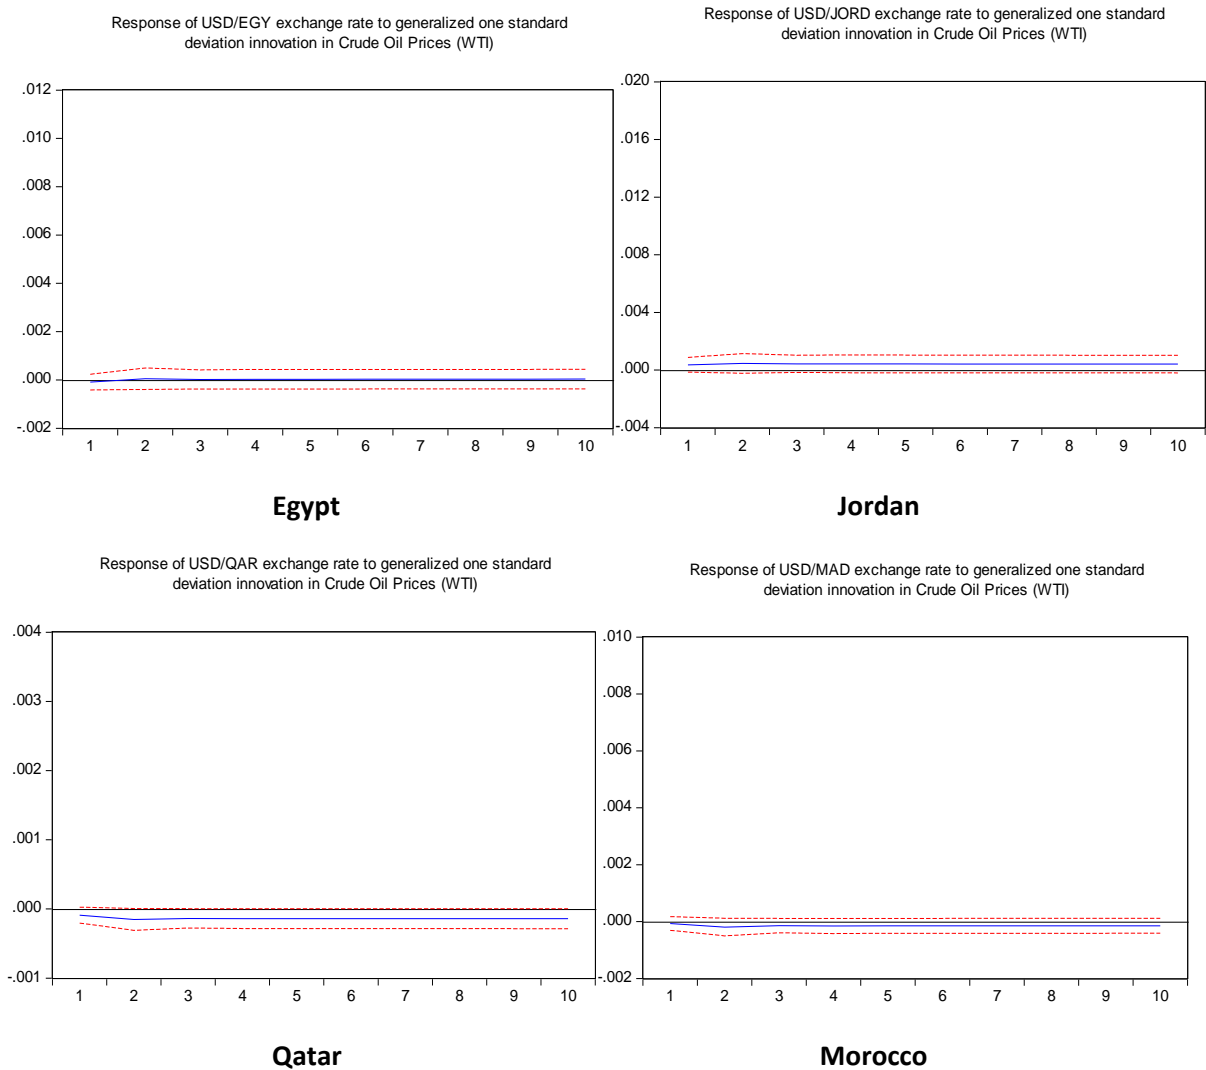 Response of USD/EGY exchange rate to generalized one standard
deviation innovation in Crude Oil Prices (WTI)
.012
.010
.008
.006
.004
.002
.000
-.002
1 2 3 4 5 6 7 8 9 10
Egypt
Response of USD/JORD exchange rate to generalized one standard
deviation innovation in Crude Oil Prices (WTI)
.020
.016
.012
.008
.004
.000
-.004
1 2 3 4 5 6 7 8 9 10
Jordan
Response of USD/QAR exchange rate to generalized one standard
deviation innovation in Crude Oil Prices (WTI)
.004
.003
.002
.001
.000
-.001
1 2 3 4 5 6 7 8 9 10
Qatar
Response of USD/MAD exchange rate to generalized one standard
deviation innovation in Crude Oil Prices (WTI)
.010
.008
.006
.004
.002
.000
-.002
1 2 3 4 5 6 7 8 9 10
Morocco